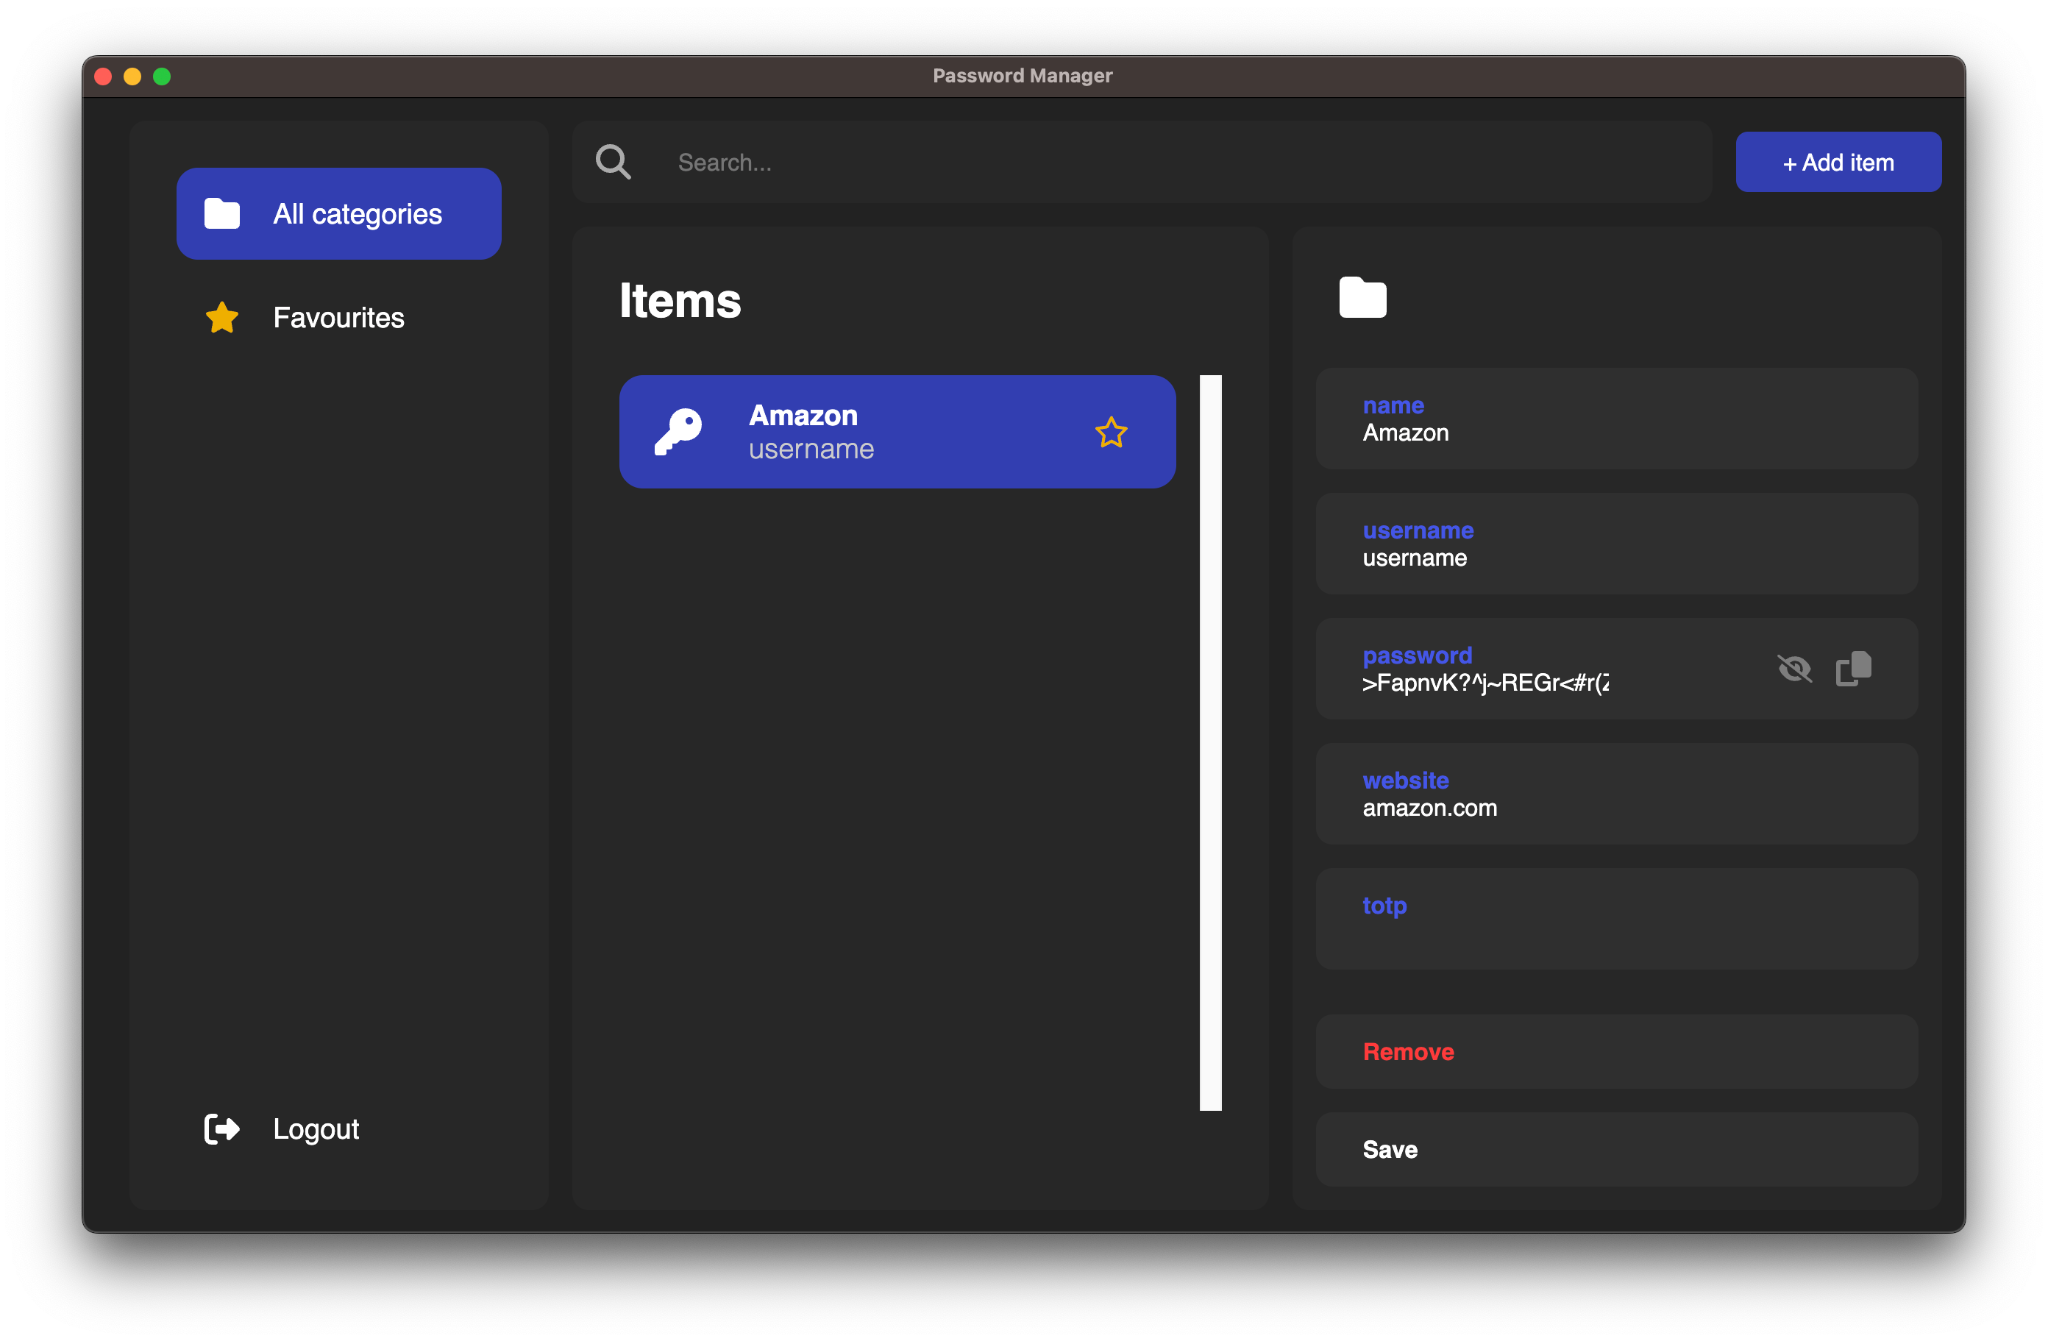 Password Manager
All categories
Favourites
Logout
Search...
+ Add item
Items
Amazon
username
name
Amazon
username
username
password
>FapnvK?^j~REGr<#r(Z
website
amazon.com
totp
Remove
Save